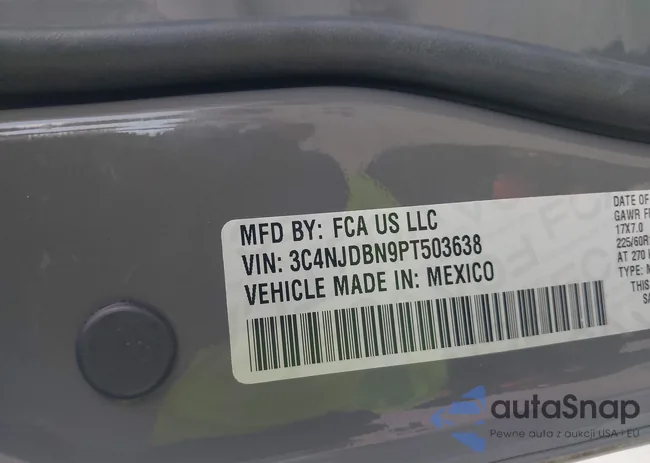 MFD BY: FCA US LLC
VIN: 3C4NJDBN9PT503638
VEHICLE MADE IN: MEXICO
DATE OF
GAWR
17X7.0
225/60R
AT 270
TYPE:
THIS
autaSnap
Pewne auta z aukcji USA i EU